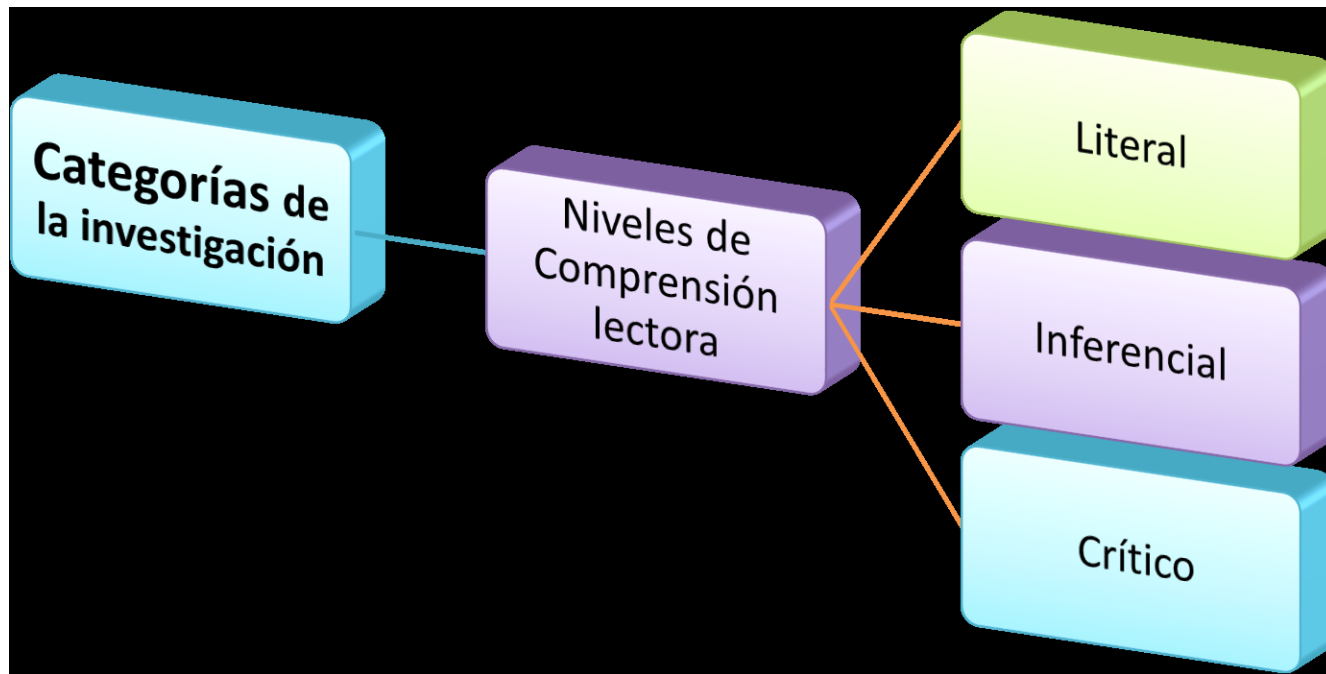 Categorías de
la investigación
Niveles de
Comprensión
lectora
Literal
Inferencial
Crítico